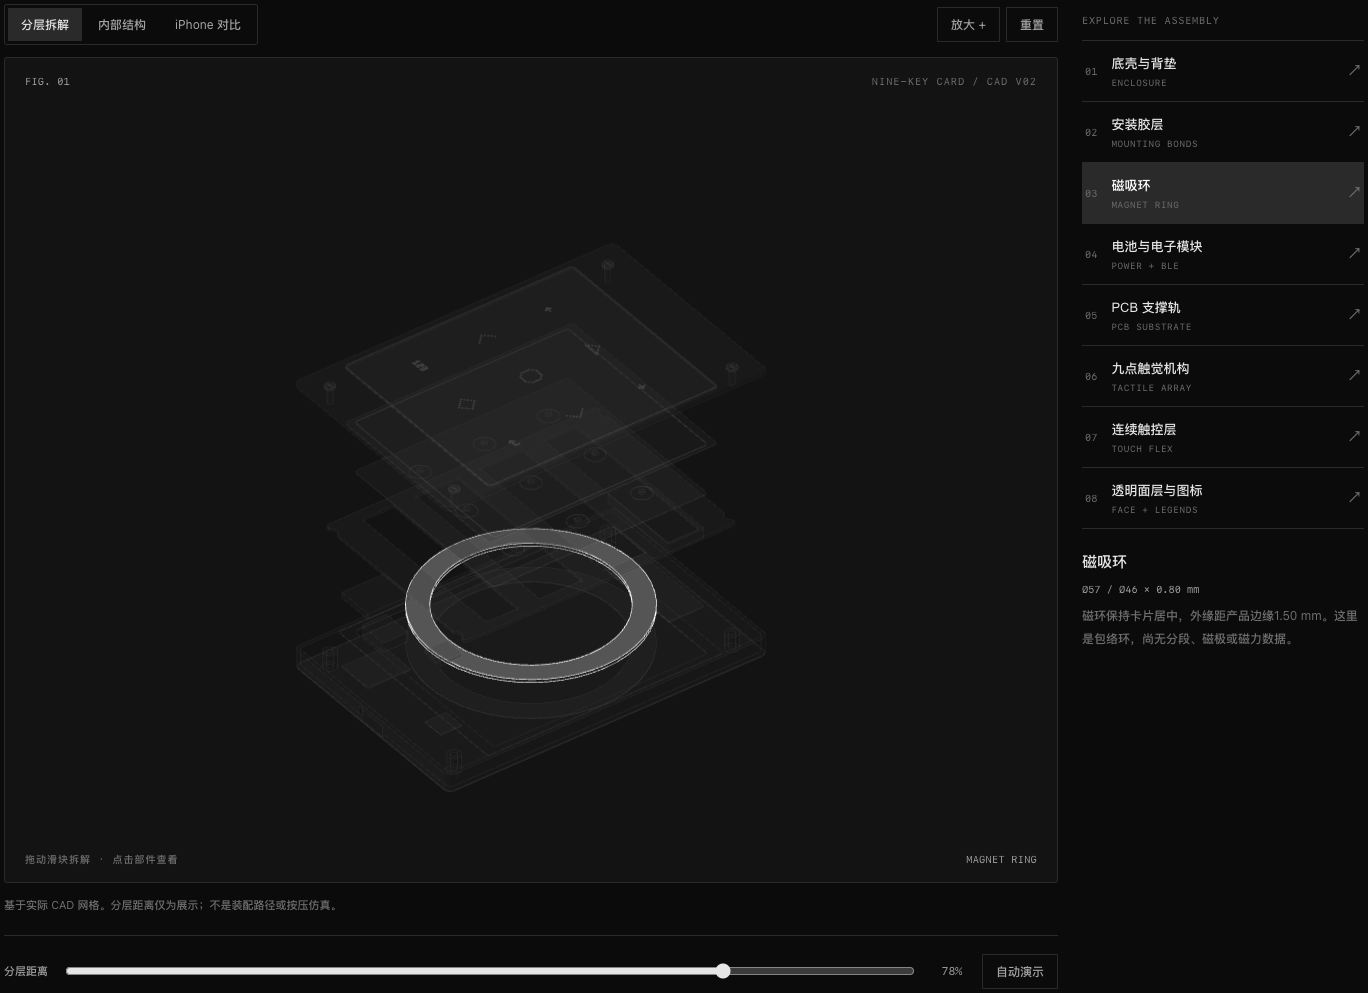 分层拆解 内部结构 iPhone 对比 放大 + 重置
FIG. 01 NINE-KEY CARD / CAD V02
拖动滑块拆解 · 点击部件查看 MAGNET RING
基于实际 CAD 网格。分层距离仅为展示；不是装配路径或按压仿真。
分层距离 78% 自动演示
EXPLORE THE ASSEMBLY
01 底壳与背垫 ↗
ENCLOSURE
02 安装胶层 ↗
MOUNTING BONDS
03 磁吸环 ↗
MAGNET RING
04 电池与电子模块 ↗
POWER + BLE
05 PCB 支撑轨 ↗
PCB SUBSTRATE
06 九点触觉机构 ↗
TACTILE ARRAY
07 连续触控层 ↗
TOUCH FLEX
08 透明面层与图标 ↗
FACE + LEGENDS
磁吸环
Ø57 / Ø46 × 0.80 mm
磁环保持卡片居中，外缘距产品边缘1.50 mm。这里
是包络环，尚无分段、磁极或磁力数据。